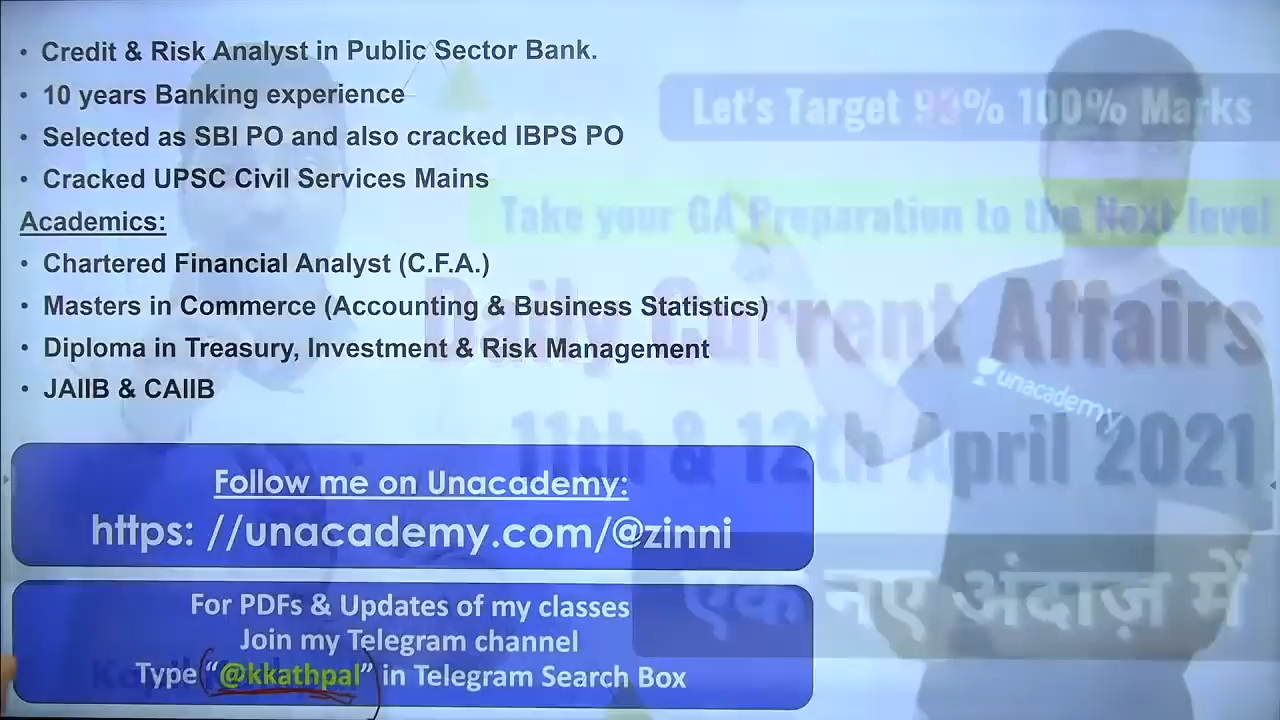 • Credit & Risk Analyst in Public Sector Bank.
• 10 years Banking experience
• Selected as SBI PO and also cracked IBPS PO
• Cracked UPSC Civil Services Mains
Academics:
• Chartered Financial Analyst (C.F.A.)
• Masters in Commerce (Accounting & Business Statistics)
• Diploma in Treasury, Investment & Risk Management
• JAIIB & CAIIB
Follow me on Unacademy:
https: //unacademy.com/@zinni
For PDFs & Updates of my classes
Join my Telegram channel
Type “@kkathpal” in Telegram Search Box
Let's Target 90% 100% Marks
Take your GA Preparation to the Next level
Daily Current Affairs
11th & 12th April 2021
unacademy
एक नए अंदाज़ में